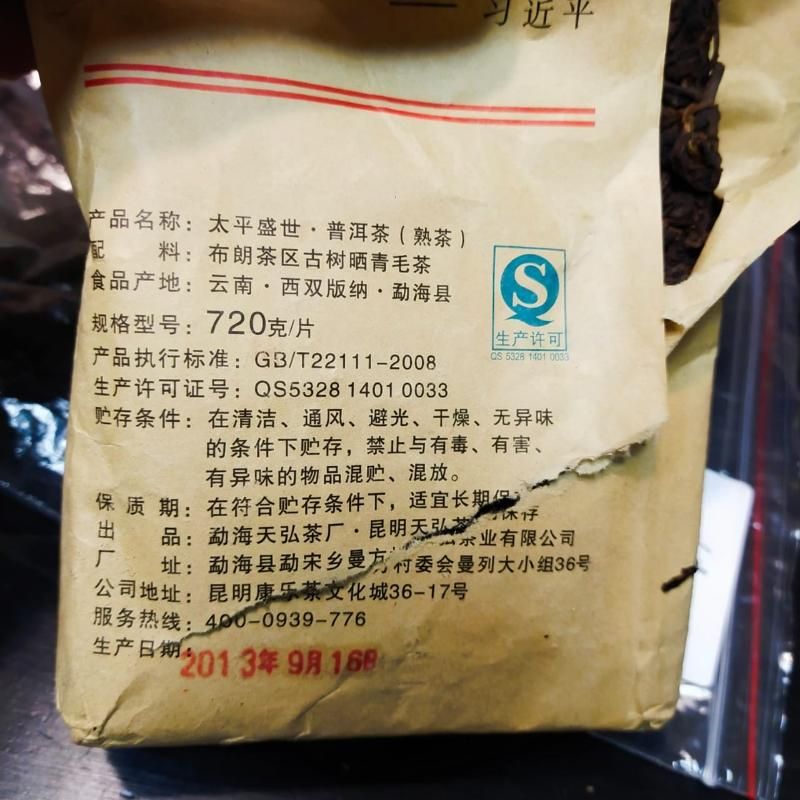 —— 习近平
产品名称：太平盛世·普洱茶（熟茶）
配　　料：布朗茶区古树晒青毛茶
食品产地：云南·西双版纳·勐海县
规格型号：720克/片
产品执行标准：GB/T22111-2008
生产许可证号：QS5328 1401 0033
S
生产许可
QS 5328 1401 0033
贮存条件：在清洁、通风、避光、干燥、无异味
的条件下贮存，禁止与有毒、有害、
有异味的物品混贮、混放。
保 质 期：在符合贮存条件下，适宜长期保存
出　　品：勐海天弘茶厂·昆明天弘茶业有限公司
厂　　址：勐海县勐宋乡曼方村委会曼列大小组36号
公司地址：昆明康乐茶文化城36-17号
服务热线：400-0939-776
生产日期：
2013年9月16日